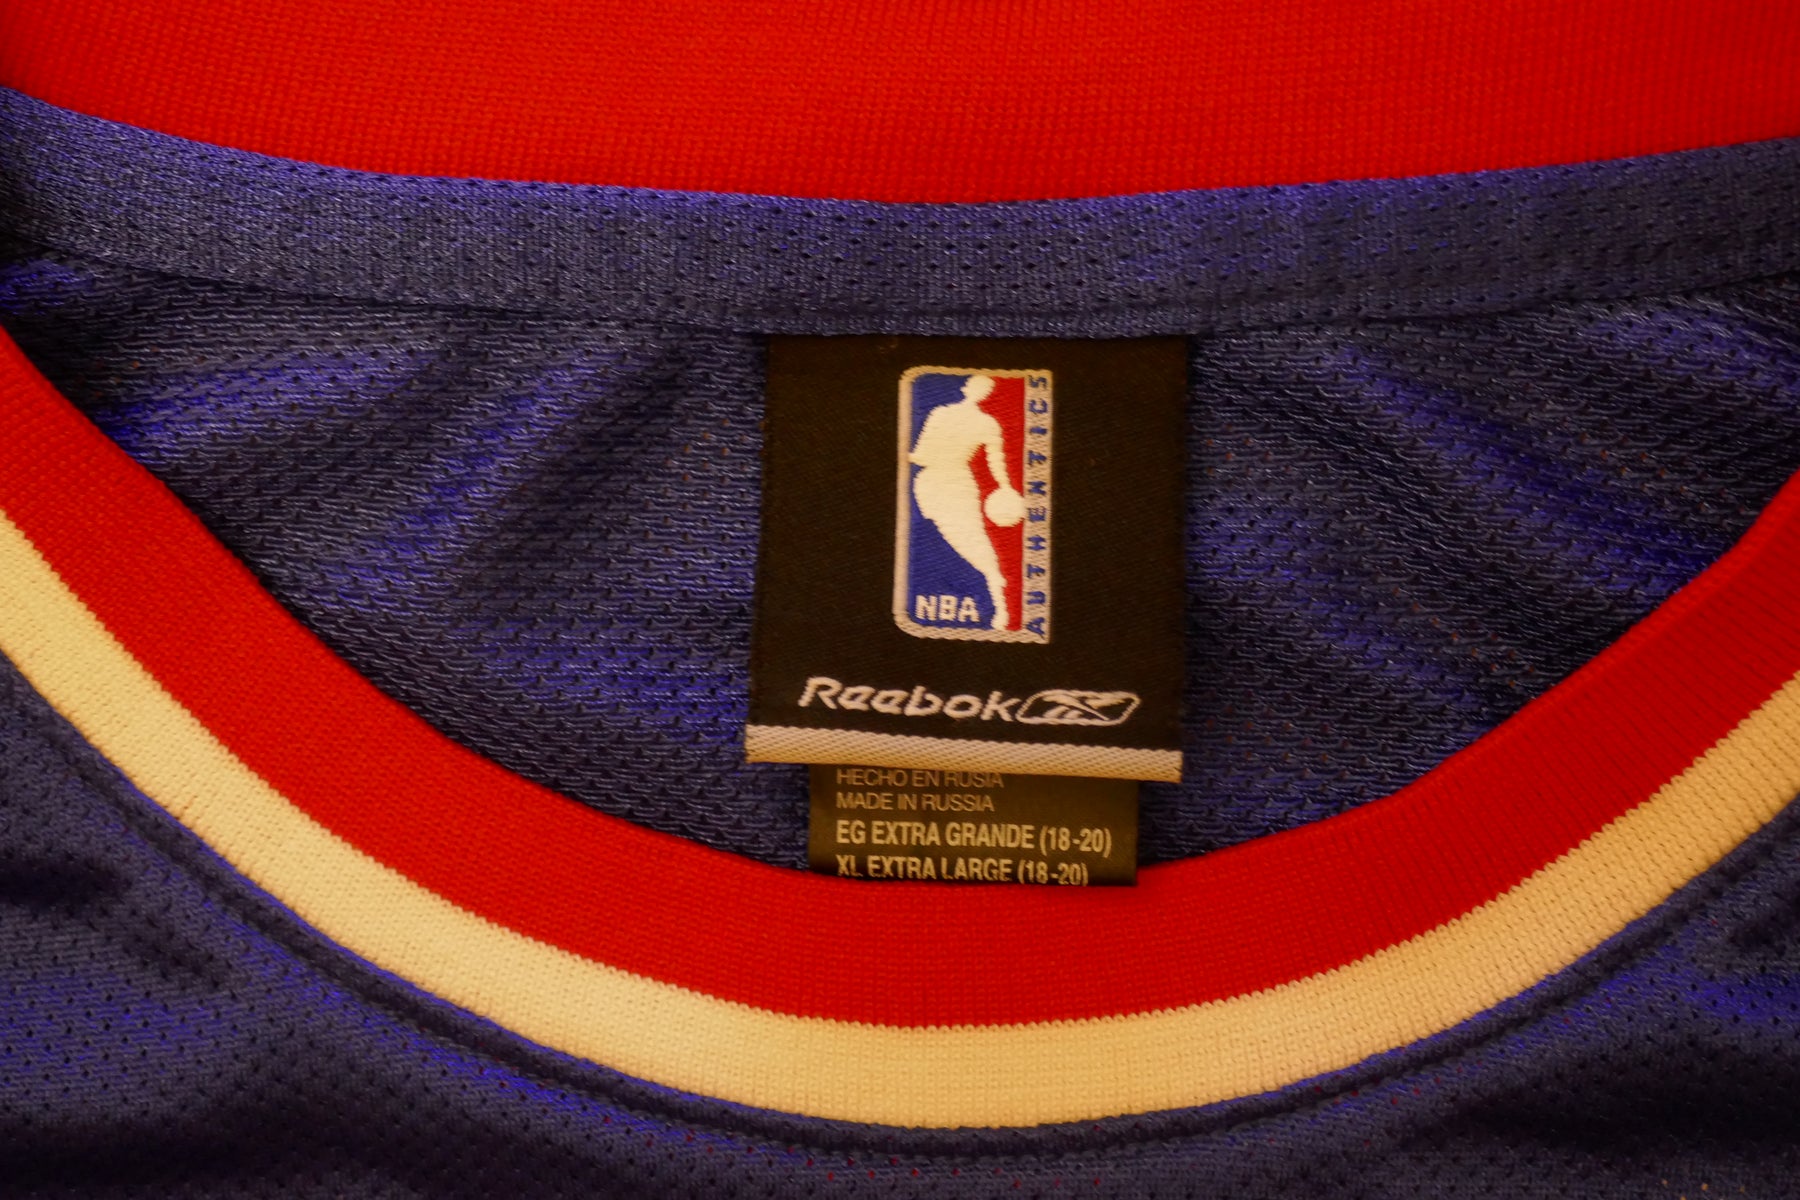 NBA
AUTHENTICS
Reebok
HECHO EN RUSIA
MADE IN RUSSIA
EG EXTRA GRANDE (18-20)
XL EXTRA LARGE (18-20)